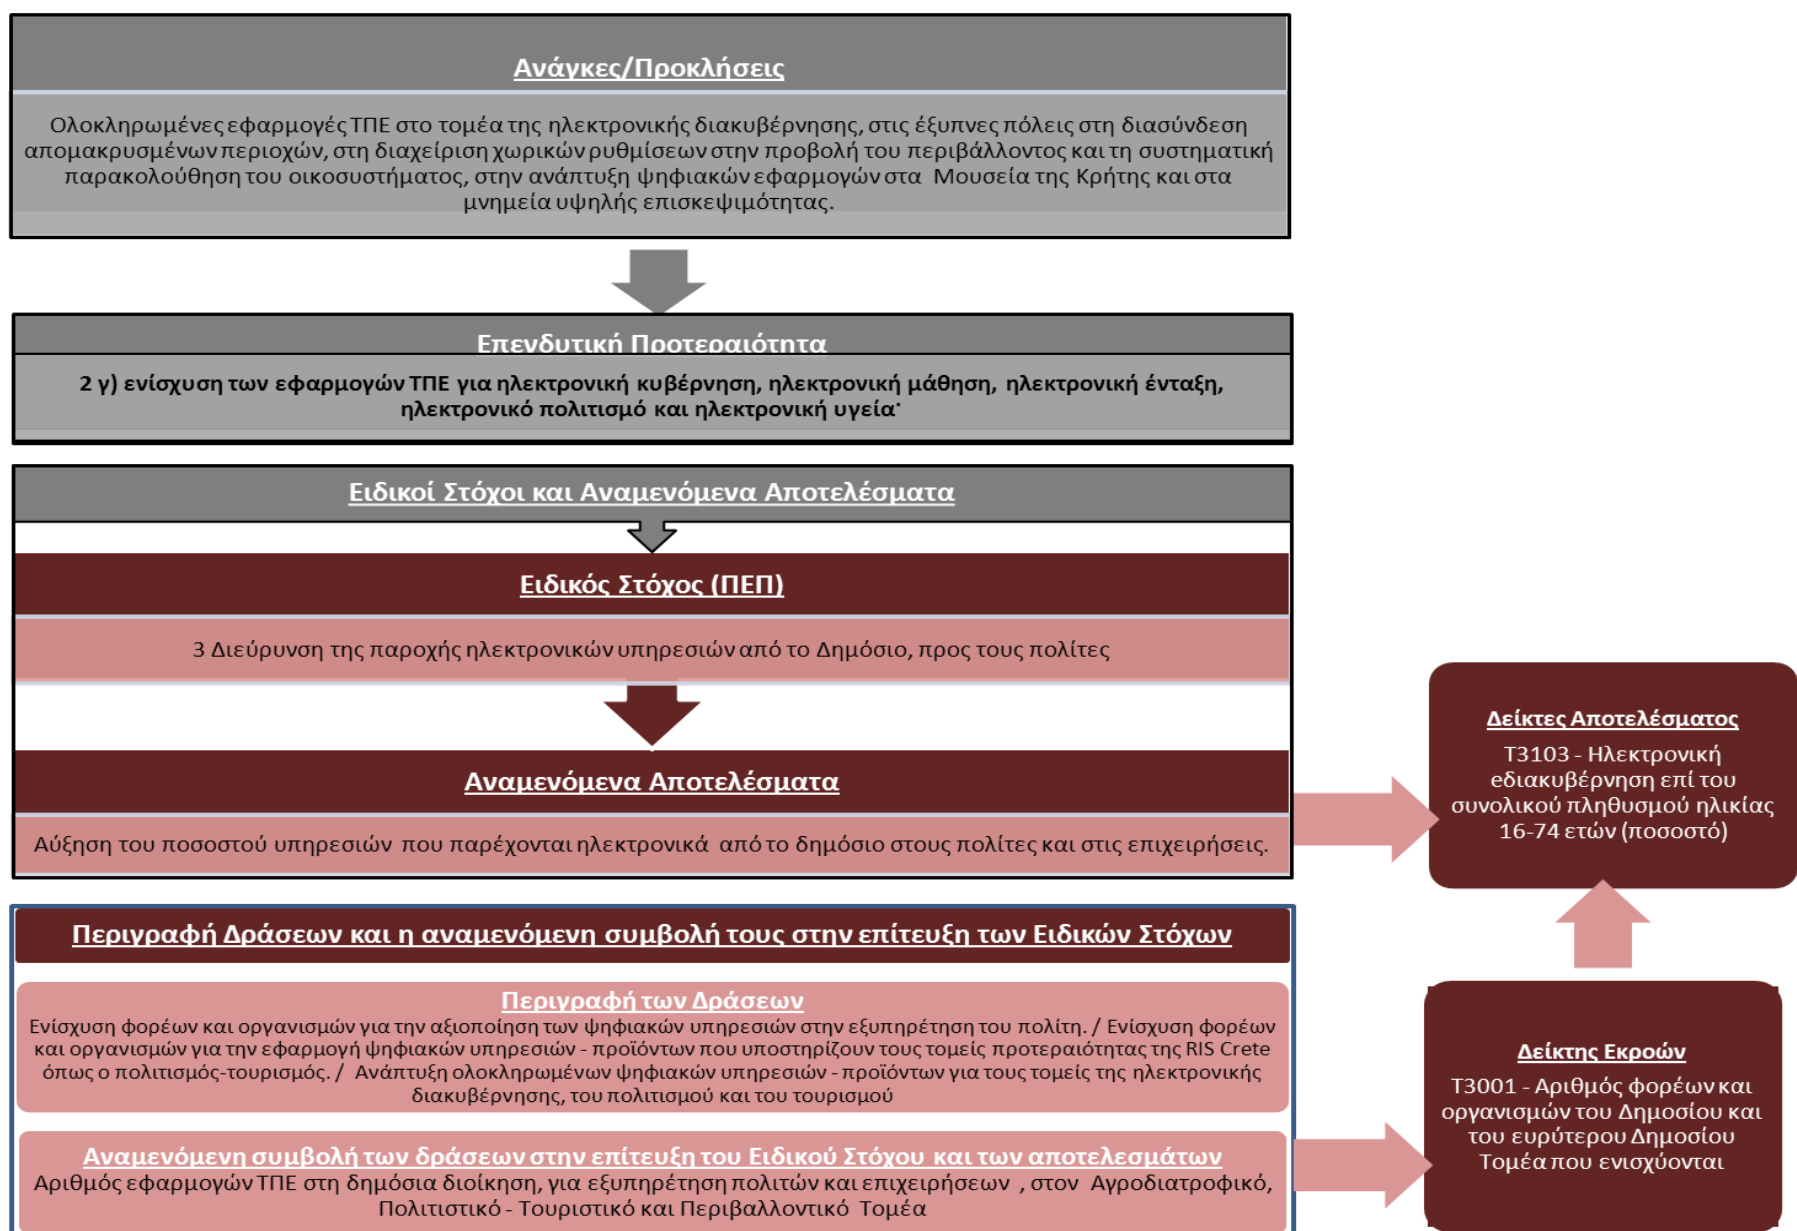 Ανάγκες/Προκλήσεις
Ολοκληρωμένες εφαρμογές ΤΠΕ στο τομέα της ηλεκτρονικής διακυβέρνησης, στις έξυπνες πόλεις στη διασύνδεση
απομακρυσμένων περιοχών, στη διαχείριση χωρικών ρυθμίσεων στην προβολή του περιβάλλοντος και τη συστηματική
παρακολούθηση του οικοσυστήματος, στην ανάπτυξη ψηφιακών εφαρμογών στα Μουσεία της Κρήτης και στα
μνημεία υψηλής επισκεψιμότητας.
Επενδυτική Προτεραιότητα
2 γ) ενίσχυση των εφαρμογών ΤΠΕ για ηλεκτρονική κυβέρνηση, ηλεκτρονική μάθηση, ηλεκτρονική ένταξη,
ηλεκτρονικό πολιτισμό και ηλεκτρονική υγεία˙
Ειδικοί Στόχοι και Αναμενόμενα Αποτελέσματα
Ειδικός Στόχος (ΠΕΠ)
3 Διεύρυνση της παροχής ηλεκτρονικών υπηρεσιών από το Δημόσιο, προς τους πολίτες
Αναμενόμενα Αποτελέσματα
Αύξηση του ποσοστού υπηρεσιών που παρέχονται ηλεκτρονικά από το δημόσιο στους πολίτες και στις επιχειρήσεις.
Δείκτες Αποτελέσματος
Τ3103 - Ηλεκτρονική
eδιακυβέρνηση επί του
συνολικού πληθυσμού ηλικίας
16-74 ετών (ποσοστό)
Περιγραφή Δράσεων και η αναμενόμενη συμβολή τους στην επίτευξη των Ειδικών Στόχων
Περιγραφή των Δράσεων
Ενίσχυση φορέων και οργανισμών για την αξιοποίηση των ψηφιακών υπηρεσιών στην εξυπηρέτηση του πολίτη. / Ενίσχυση φορέων
και οργανισμών για την εφαρμογή ψηφιακών υπηρεσιών - προϊόντων που υποστηρίζουν τους τομείς προτεραιότητας της RIS Crete
όπως ο πολιτισμός-τουρισμός. / Ανάπτυξη ολοκληρωμένων ψηφιακών υπηρεσιών - προϊόντων για τους τομείς της ηλεκτρονικής
διακυβέρνησης, του πολιτισμού και του τουρισμού
Αναμενόμενη συμβολή των δράσεων στην επίτευξη του Ειδικού Στόχου και των αποτελεσμάτων
Αριθμός εφαρμογών ΤΠΕ στη δημόσια διοίκηση, για εξυπηρέτηση πολιτών και επιχειρήσεων , στον Αγροδιατροφικό,
Πολιτιστικό - Τουριστικό και Περιβαλλοντικό Τομέα
Δείκτης Εκροών
Τ3001 - Αριθμός φορέων και
οργανισμών του Δημοσίου και
του ευρύτερου Δημοσίου
Τομέα που ενισχύονται